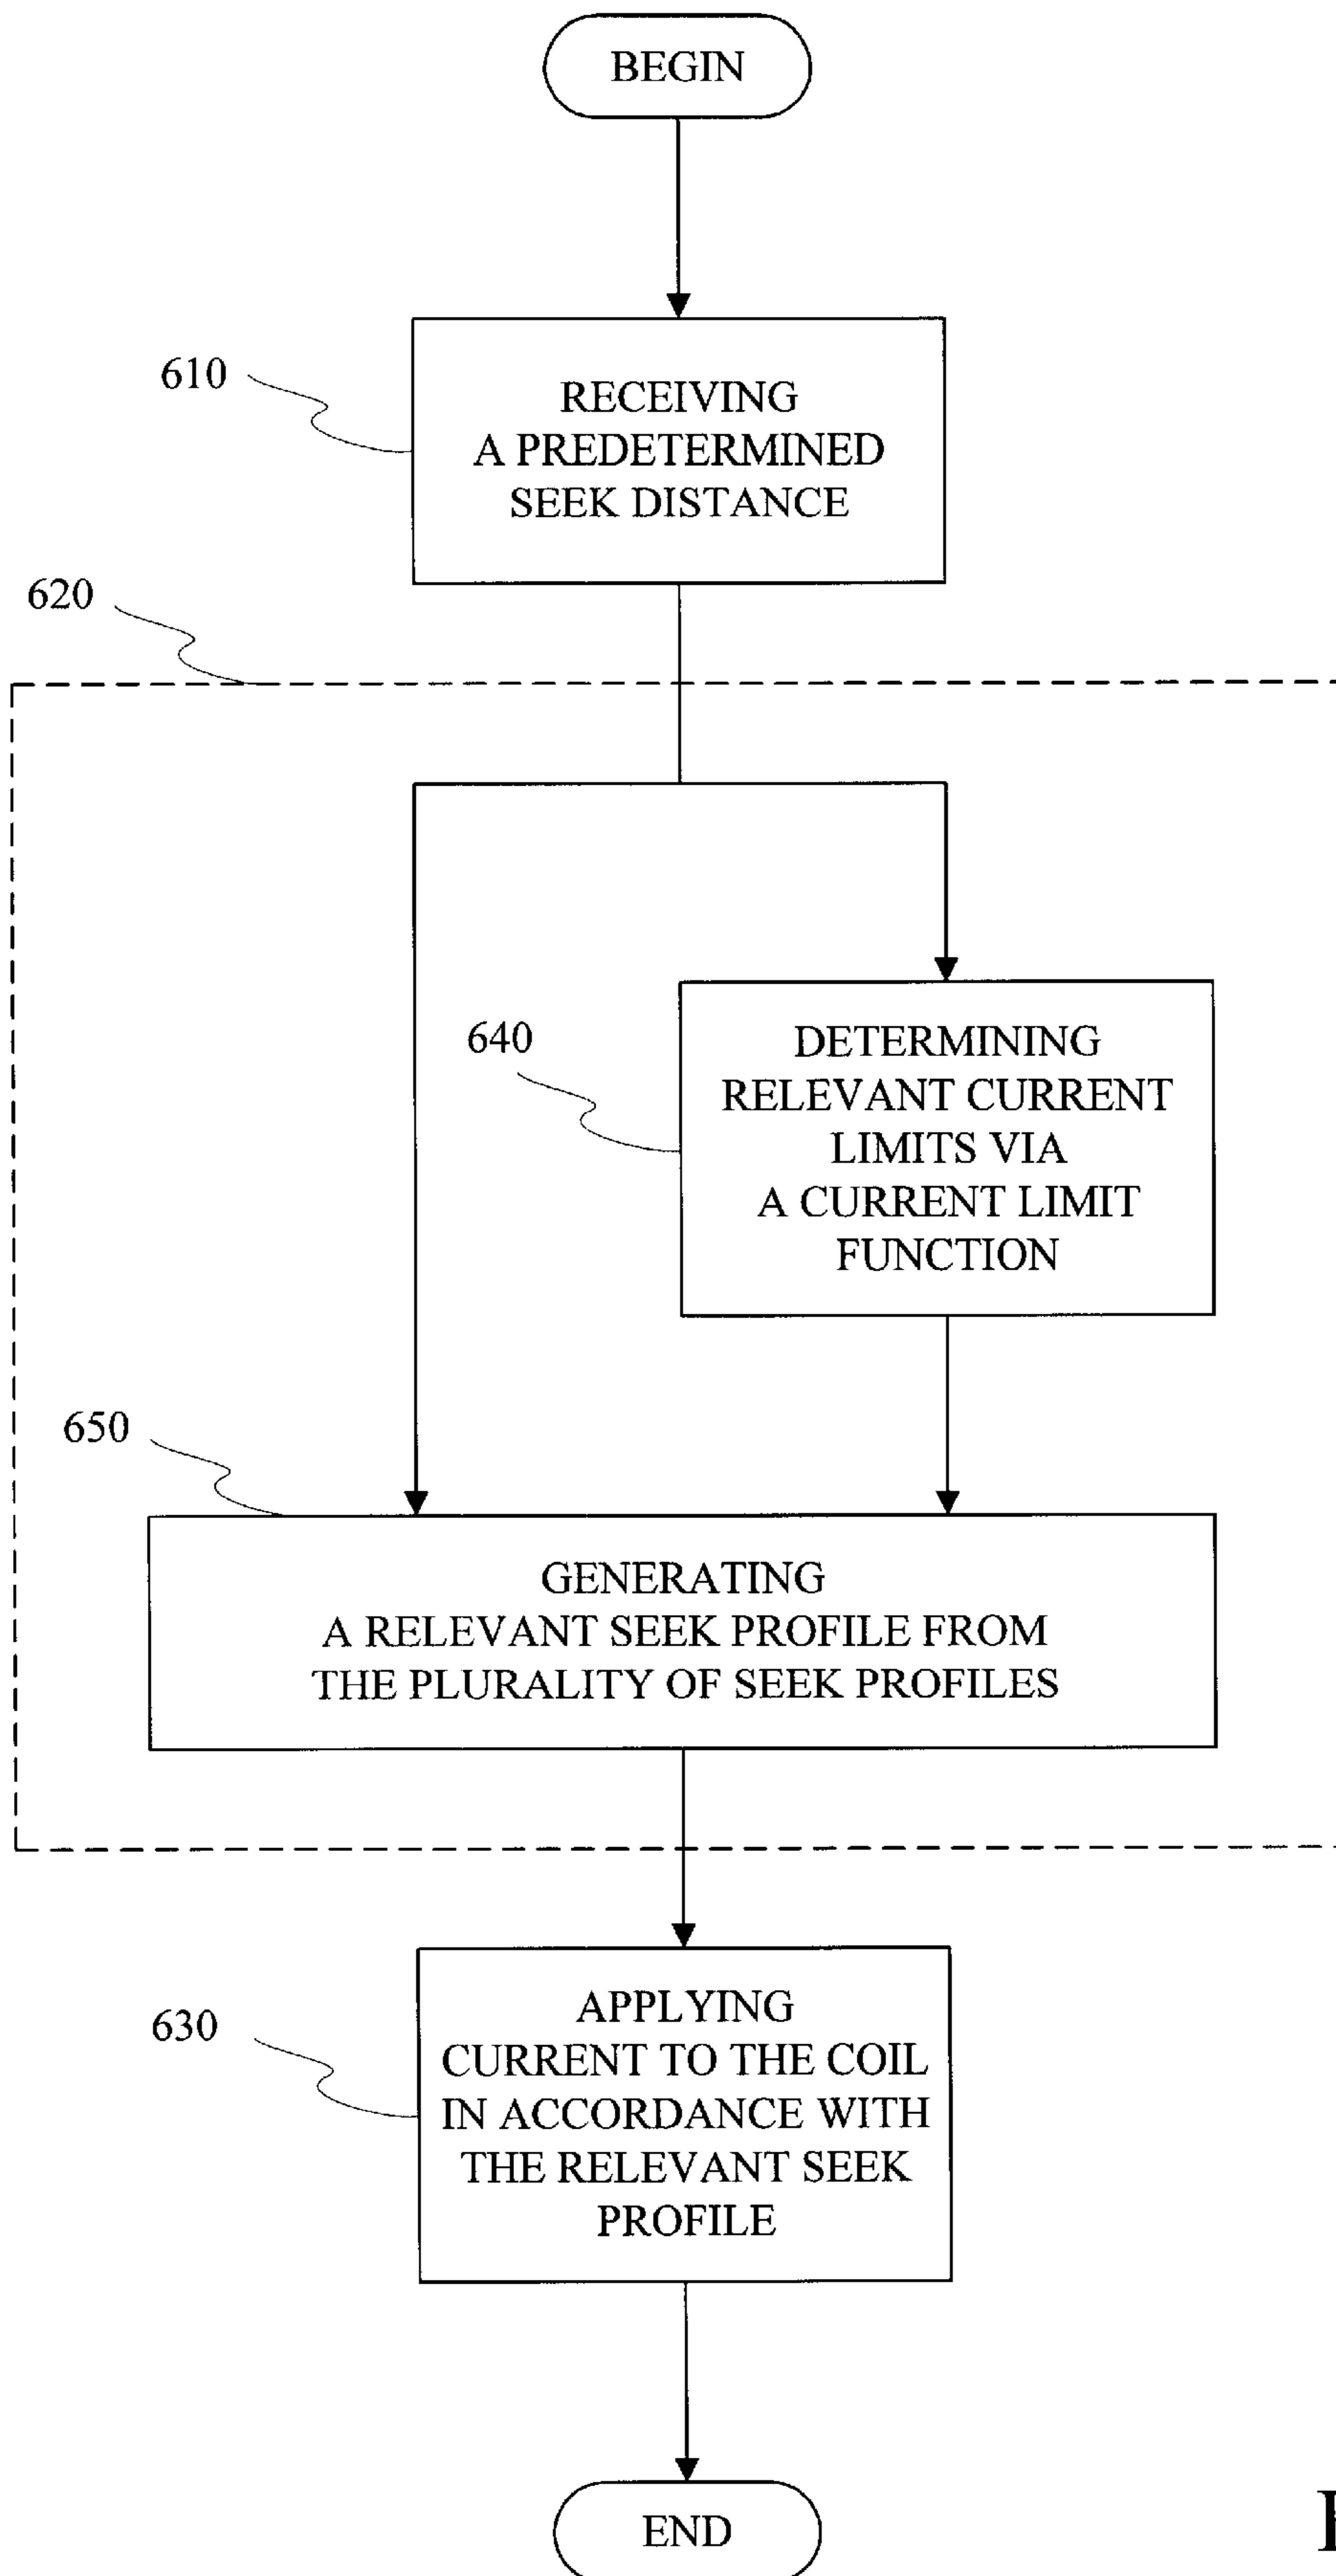 BEGIN
610
RECEIVING
A PREDETERMINED
SEEK DISTANCE
620
640
DETERMINING
RELEVANT CURRENT
LIMITS VIA
A CURRENT LIMIT
FUNCTION
650
GENERATING
A RELEVANT SEEK PROFILE FROM
THE PLURALITY OF SEEK PROFILES
630
APPLYING
CURRENT TO THE COIL
IN ACCORDANCE WITH
THE RELEVANT SEEK
PROFILE
END